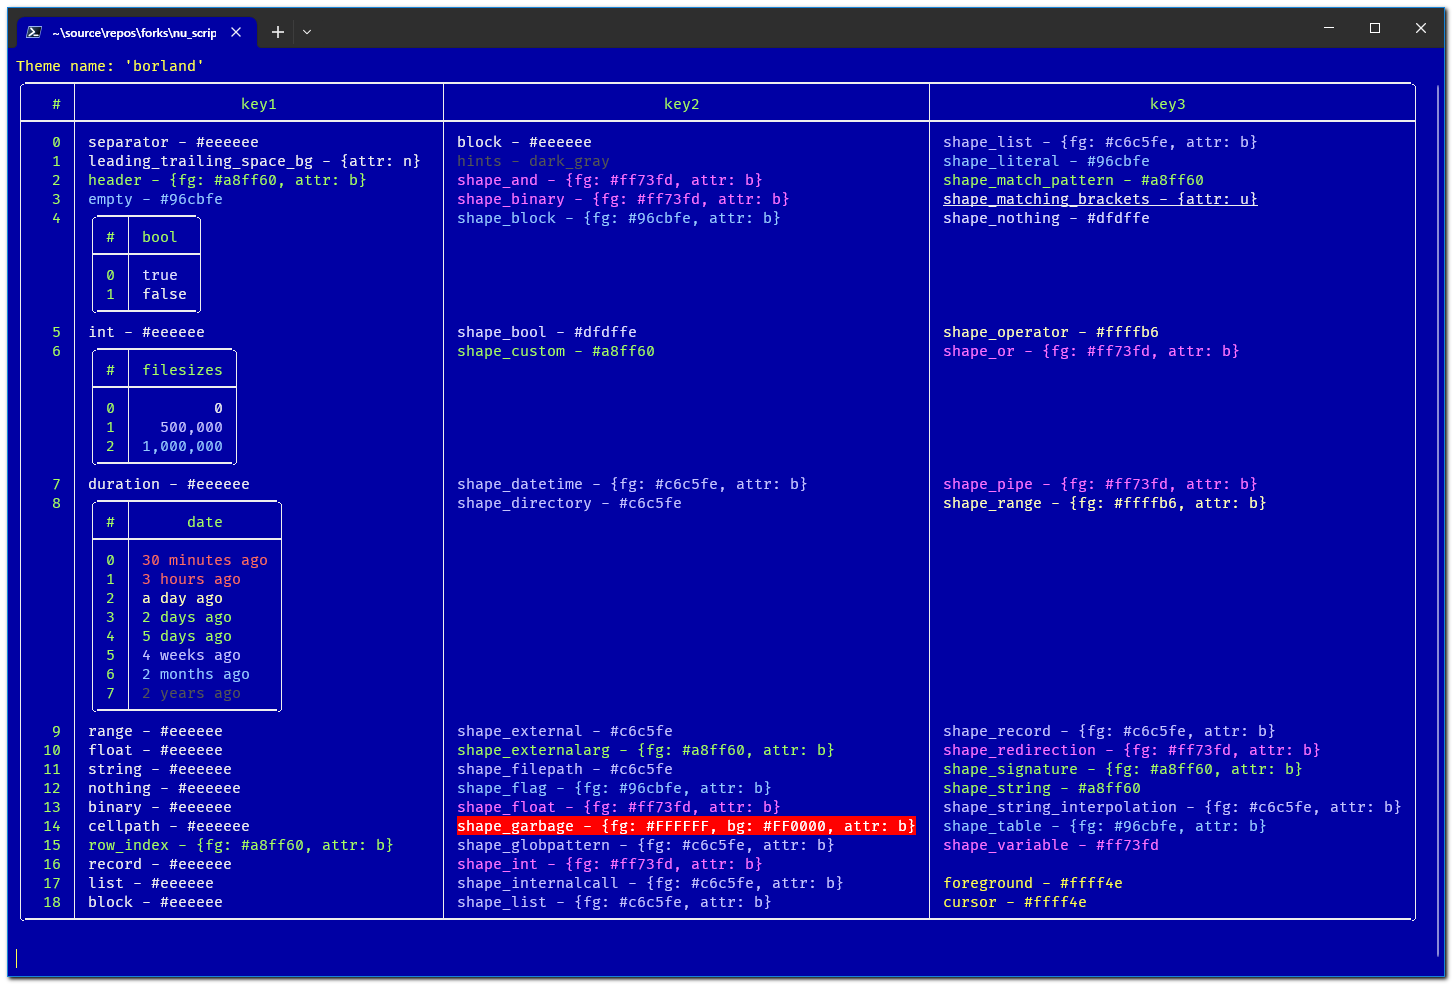 ~\source\repos\forks\nu_scrip
Theme name: 'borland'
# key1 key2 key3
0 separator - #eeeeee block - #eeeeee shape_list - {fg: #c6c5fe, attr: b}
1 leading_trailing_space_bg - {attr: n} hints - dark_gray shape_literal - #96cbfe
2 header - {fg: #a8ff60, attr: b} shape_and - {fg: #ff73fd, attr: b} shape_match_pattern - #a8ff60
3 empty - #96cbfe shape_binary - {fg: #ff73fd, attr: b} shape_matching_brackets - {attr: u}
4 shape_block - {fg: #96cbfe, attr: b} shape_nothing - #dfdffe
# bool
0 true
1 false
5 int - #eeeeee shape_bool - #dfdffe shape_operator - #ffffb6
6 shape_custom - #a8ff60 shape_or - {fg: #ff73fd, attr: b}
# filesizes
0 0
1 500,000
2 1,000,000
7 duration - #eeeeee shape_datetime - {fg: #c6c5fe, attr: b} shape_pipe - {fg: #ff73fd, attr: b}
8 shape_directory - #c6c5fe shape_range - {fg: #ffffb6, attr: b}
# date
0 30 minutes ago
1 3 hours ago
2 a day ago
3 2 days ago
4 5 days ago
5 4 weeks ago
6 2 months ago
7 2 years ago
9 range - #eeeeee shape_external - #c6c5fe shape_record - {fg: #c6c5fe, attr: b}
10 float - #eeeeee shape_externalarg - {fg: #a8ff60, attr: b} shape_redirection - {fg: #ff73fd, attr: b}
11 string - #eeeeee shape_filepath - #c6c5fe shape_signature - {fg: #a8ff60, attr: b}
12 nothing - #eeeeee shape_flag - {fg: #96cbfe, attr: b} shape_string - #a8ff60
13 binary - #eeeeee shape_float - {fg: #ff73fd, attr: b} shape_string_interpolation - {fg: #c6c5fe, attr: b}
14 cellpath - #eeeeee shape_garbage - {fg: #FFFFFF, bg: #FF0000, attr: b} shape_table - {fg: #96cbfe, attr: b}
15 row_index - {fg: #a8ff60, attr: b} shape_globpattern - {fg: #c6c5fe, attr: b} shape_variable - #ff73fd
16 record - #eeeeee shape_int - {fg: #ff73fd, attr: b}
17 list - #eeeeee shape_internalcall - {fg: #c6c5fe, attr: b} foreground - #ffff4e
18 block - #eeeeee shape_list - {fg: #c6c5fe, attr: b} cursor - #ffff4e